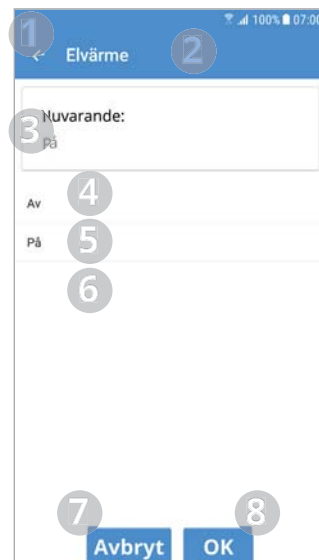 100% 07:00
1
← Elvärme
2
Nuvarande:
3
På
Av
4
På
5
6
7
8
Avbryt OK